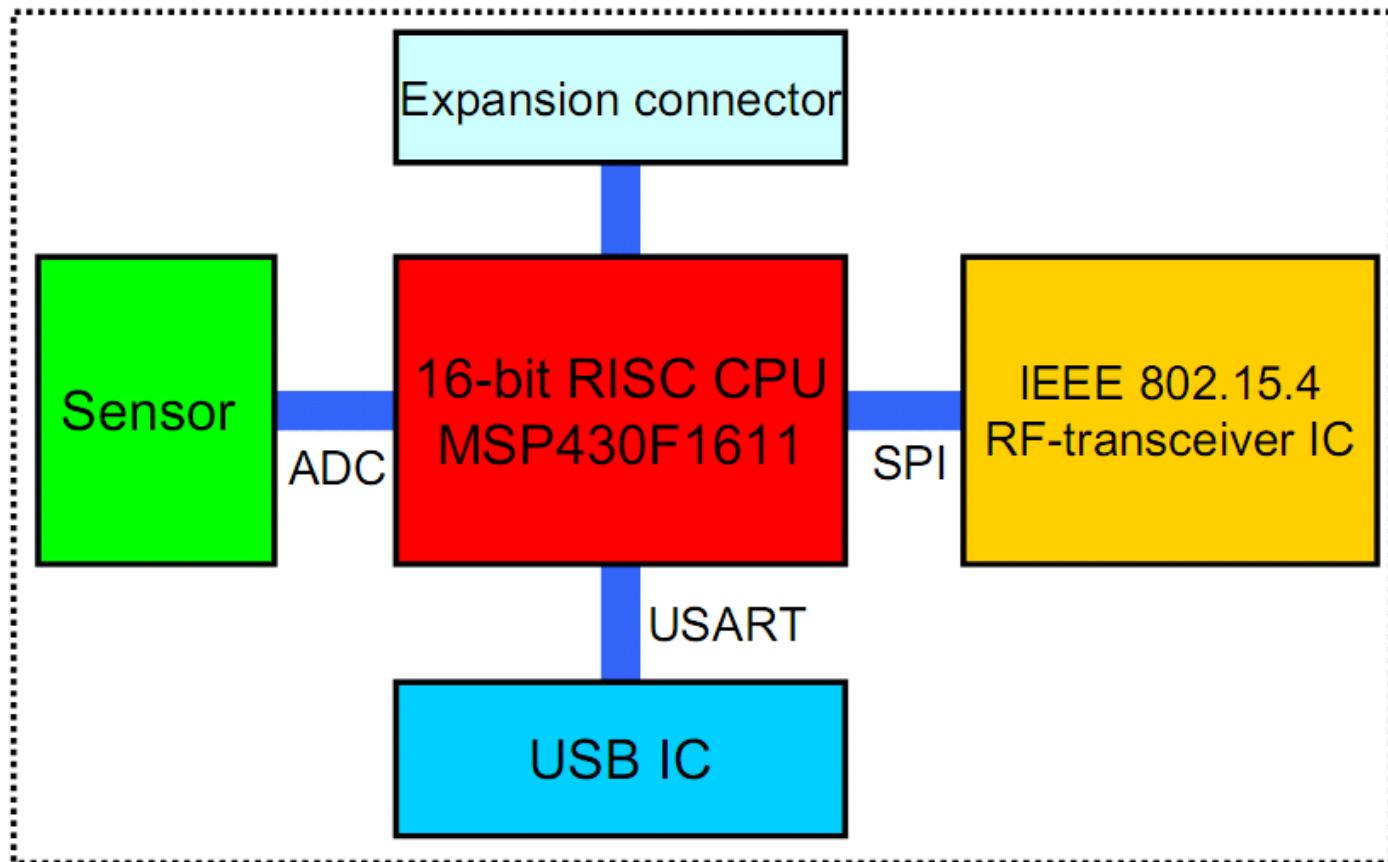 Expansion connector
Sensor
ADC
16-bit RISC CPU
MSP430F1611
SPI
IEEE 802.15.4
RF-transceiver IC
USART
USB IC